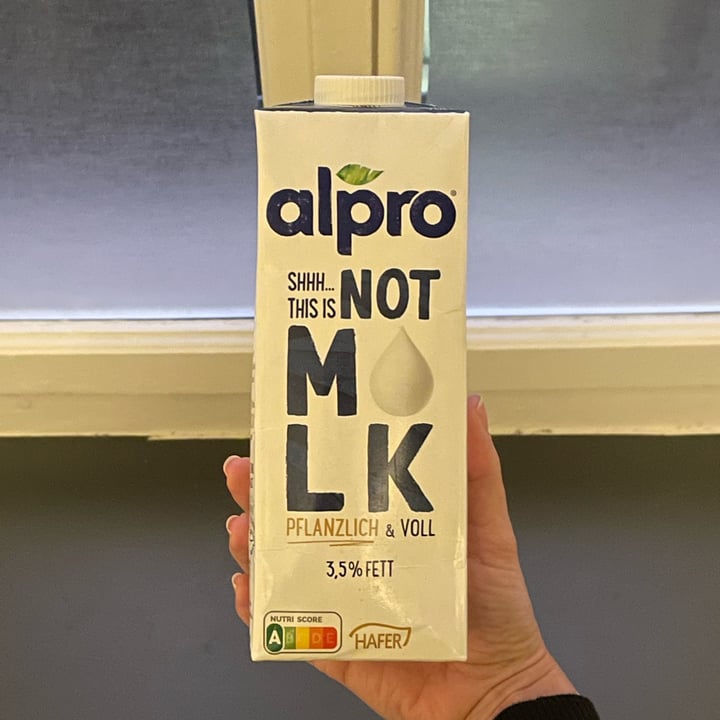 alpro®
SHHH...
THIS IS NOT
M
LK
PFLANZLICH & VOLL
3,5% FETT
NUTRI SCORE
A B C D E
HAFER